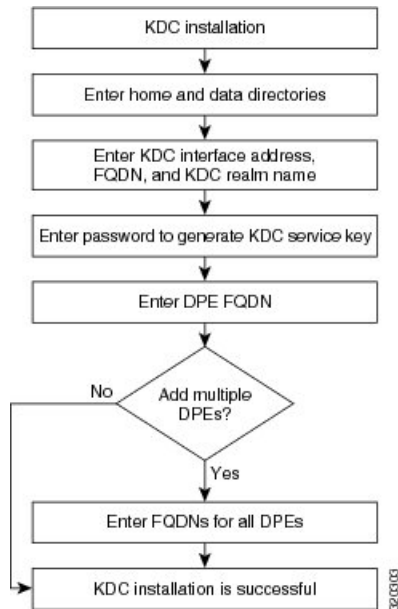 KDC installation
Enter home and data directories
Enter KDC interface address,
FQDN, and KDC realm name
Enter password to generate KDC service key
Enter DPE FQDN
Add multiple
DPEs?
No
Yes
Enter FQDNs for all DPEs
KDC installation is successful
320303